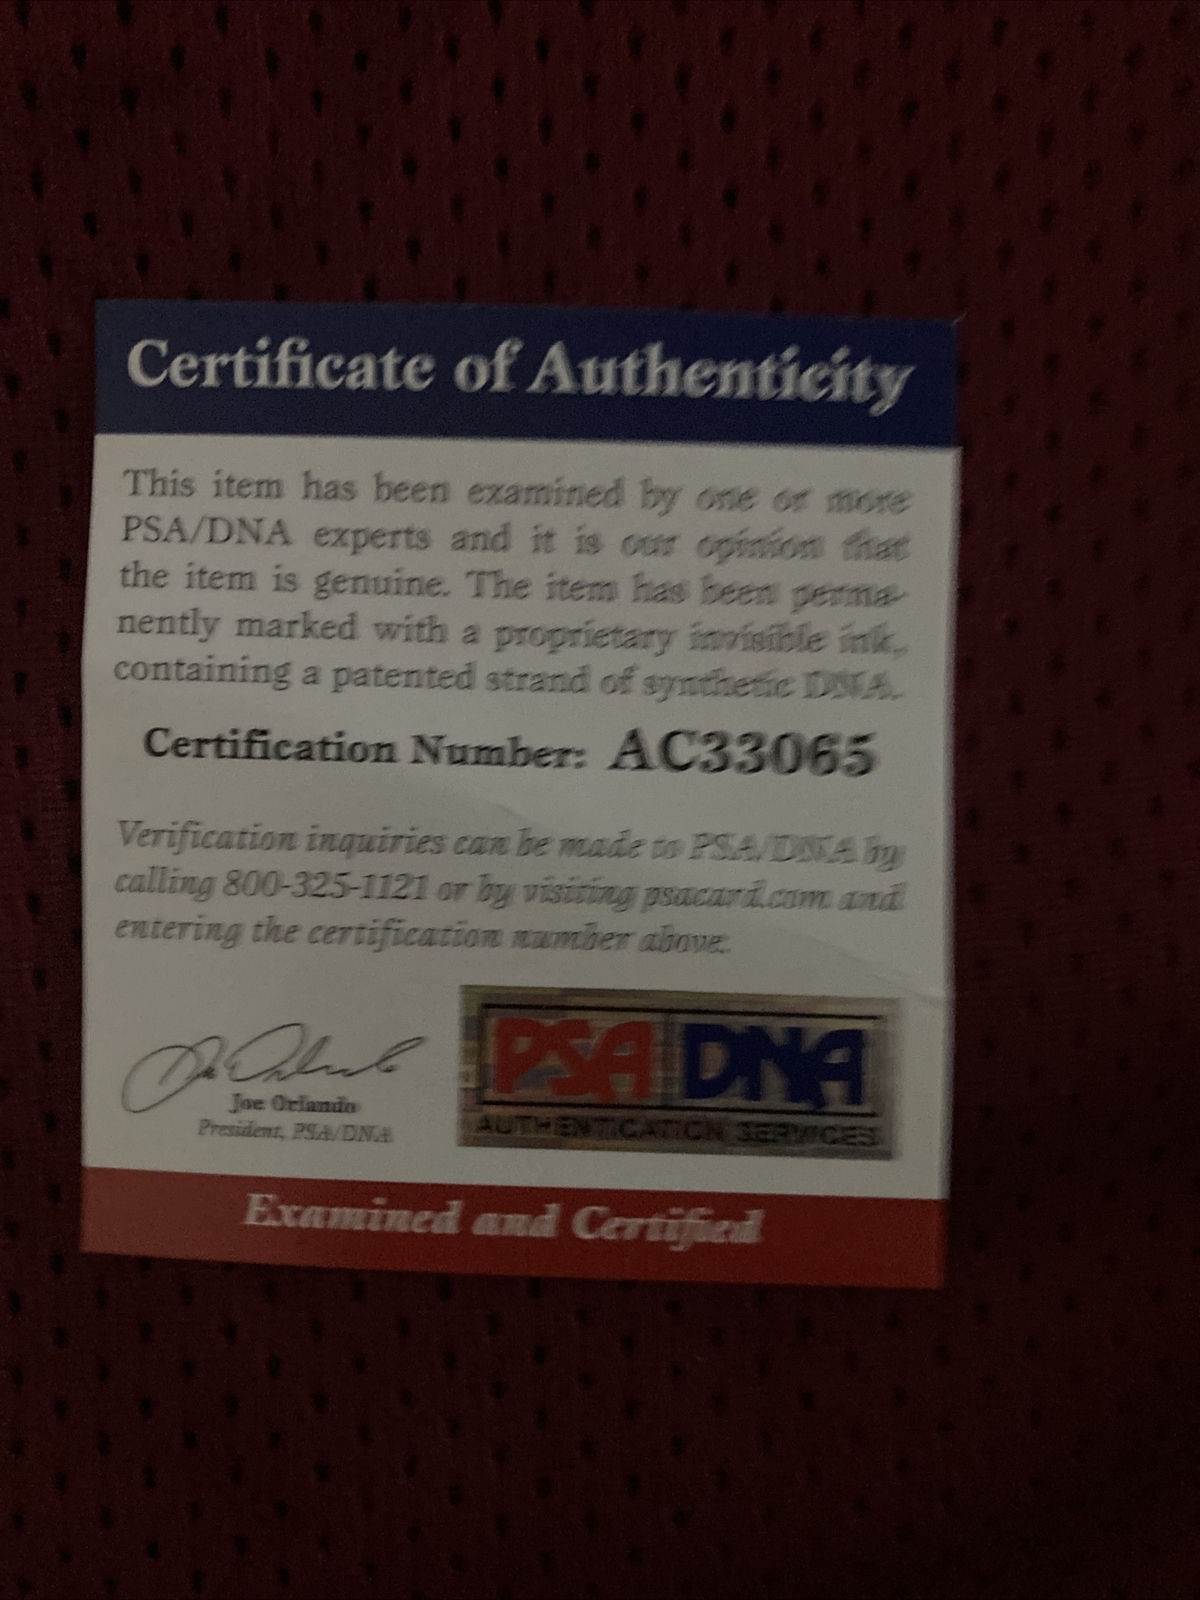 Certificate of Authenticity
This item has been examined by one or more
PSA/DNA experts and it is our opinion that
the item is genuine. The item has been perma-
nently marked with a proprietary invisible ink,
containing a patented strand of synthetic DNA.
Certification Number: AC33065
Verification inquiries can be made to PSA/DNA by
calling 800-325-1121 or by visiting psacard.com and
entering the certification number above.
Joe Orlando
Joe Orlando
President, PSA/DNA
PSA DNA
AUTHENTICATION SERVICES
Examined and Certified